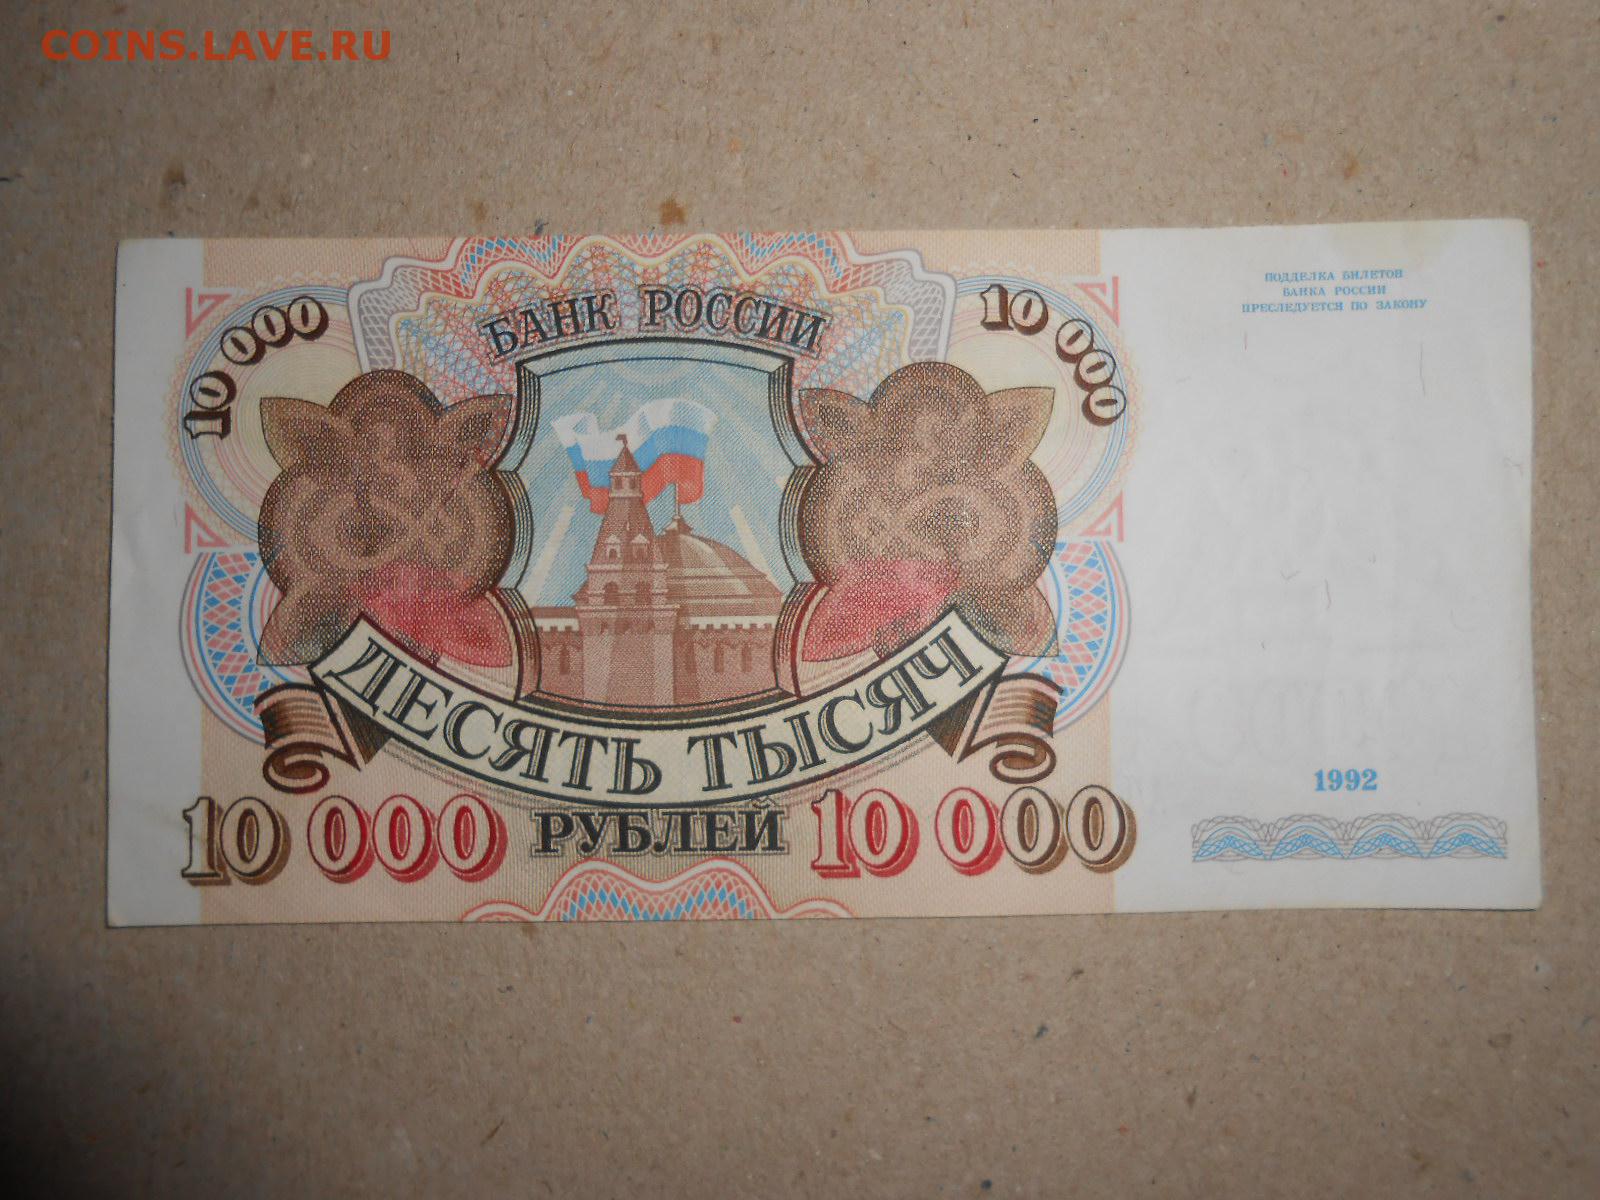 COINS.LAVE.RU
ПОДДЕЛКА БИЛЕТОВ
БАНКА РОССИИ
ПРЕСЛЕДУЕТСЯ ПО ЗАКОНУ
10 000
БАНК РОССИИ
10 000
ДЕСЯТЬ ТЫСЯЧ
1992
10 000 РУБЛЕЙ 10 000